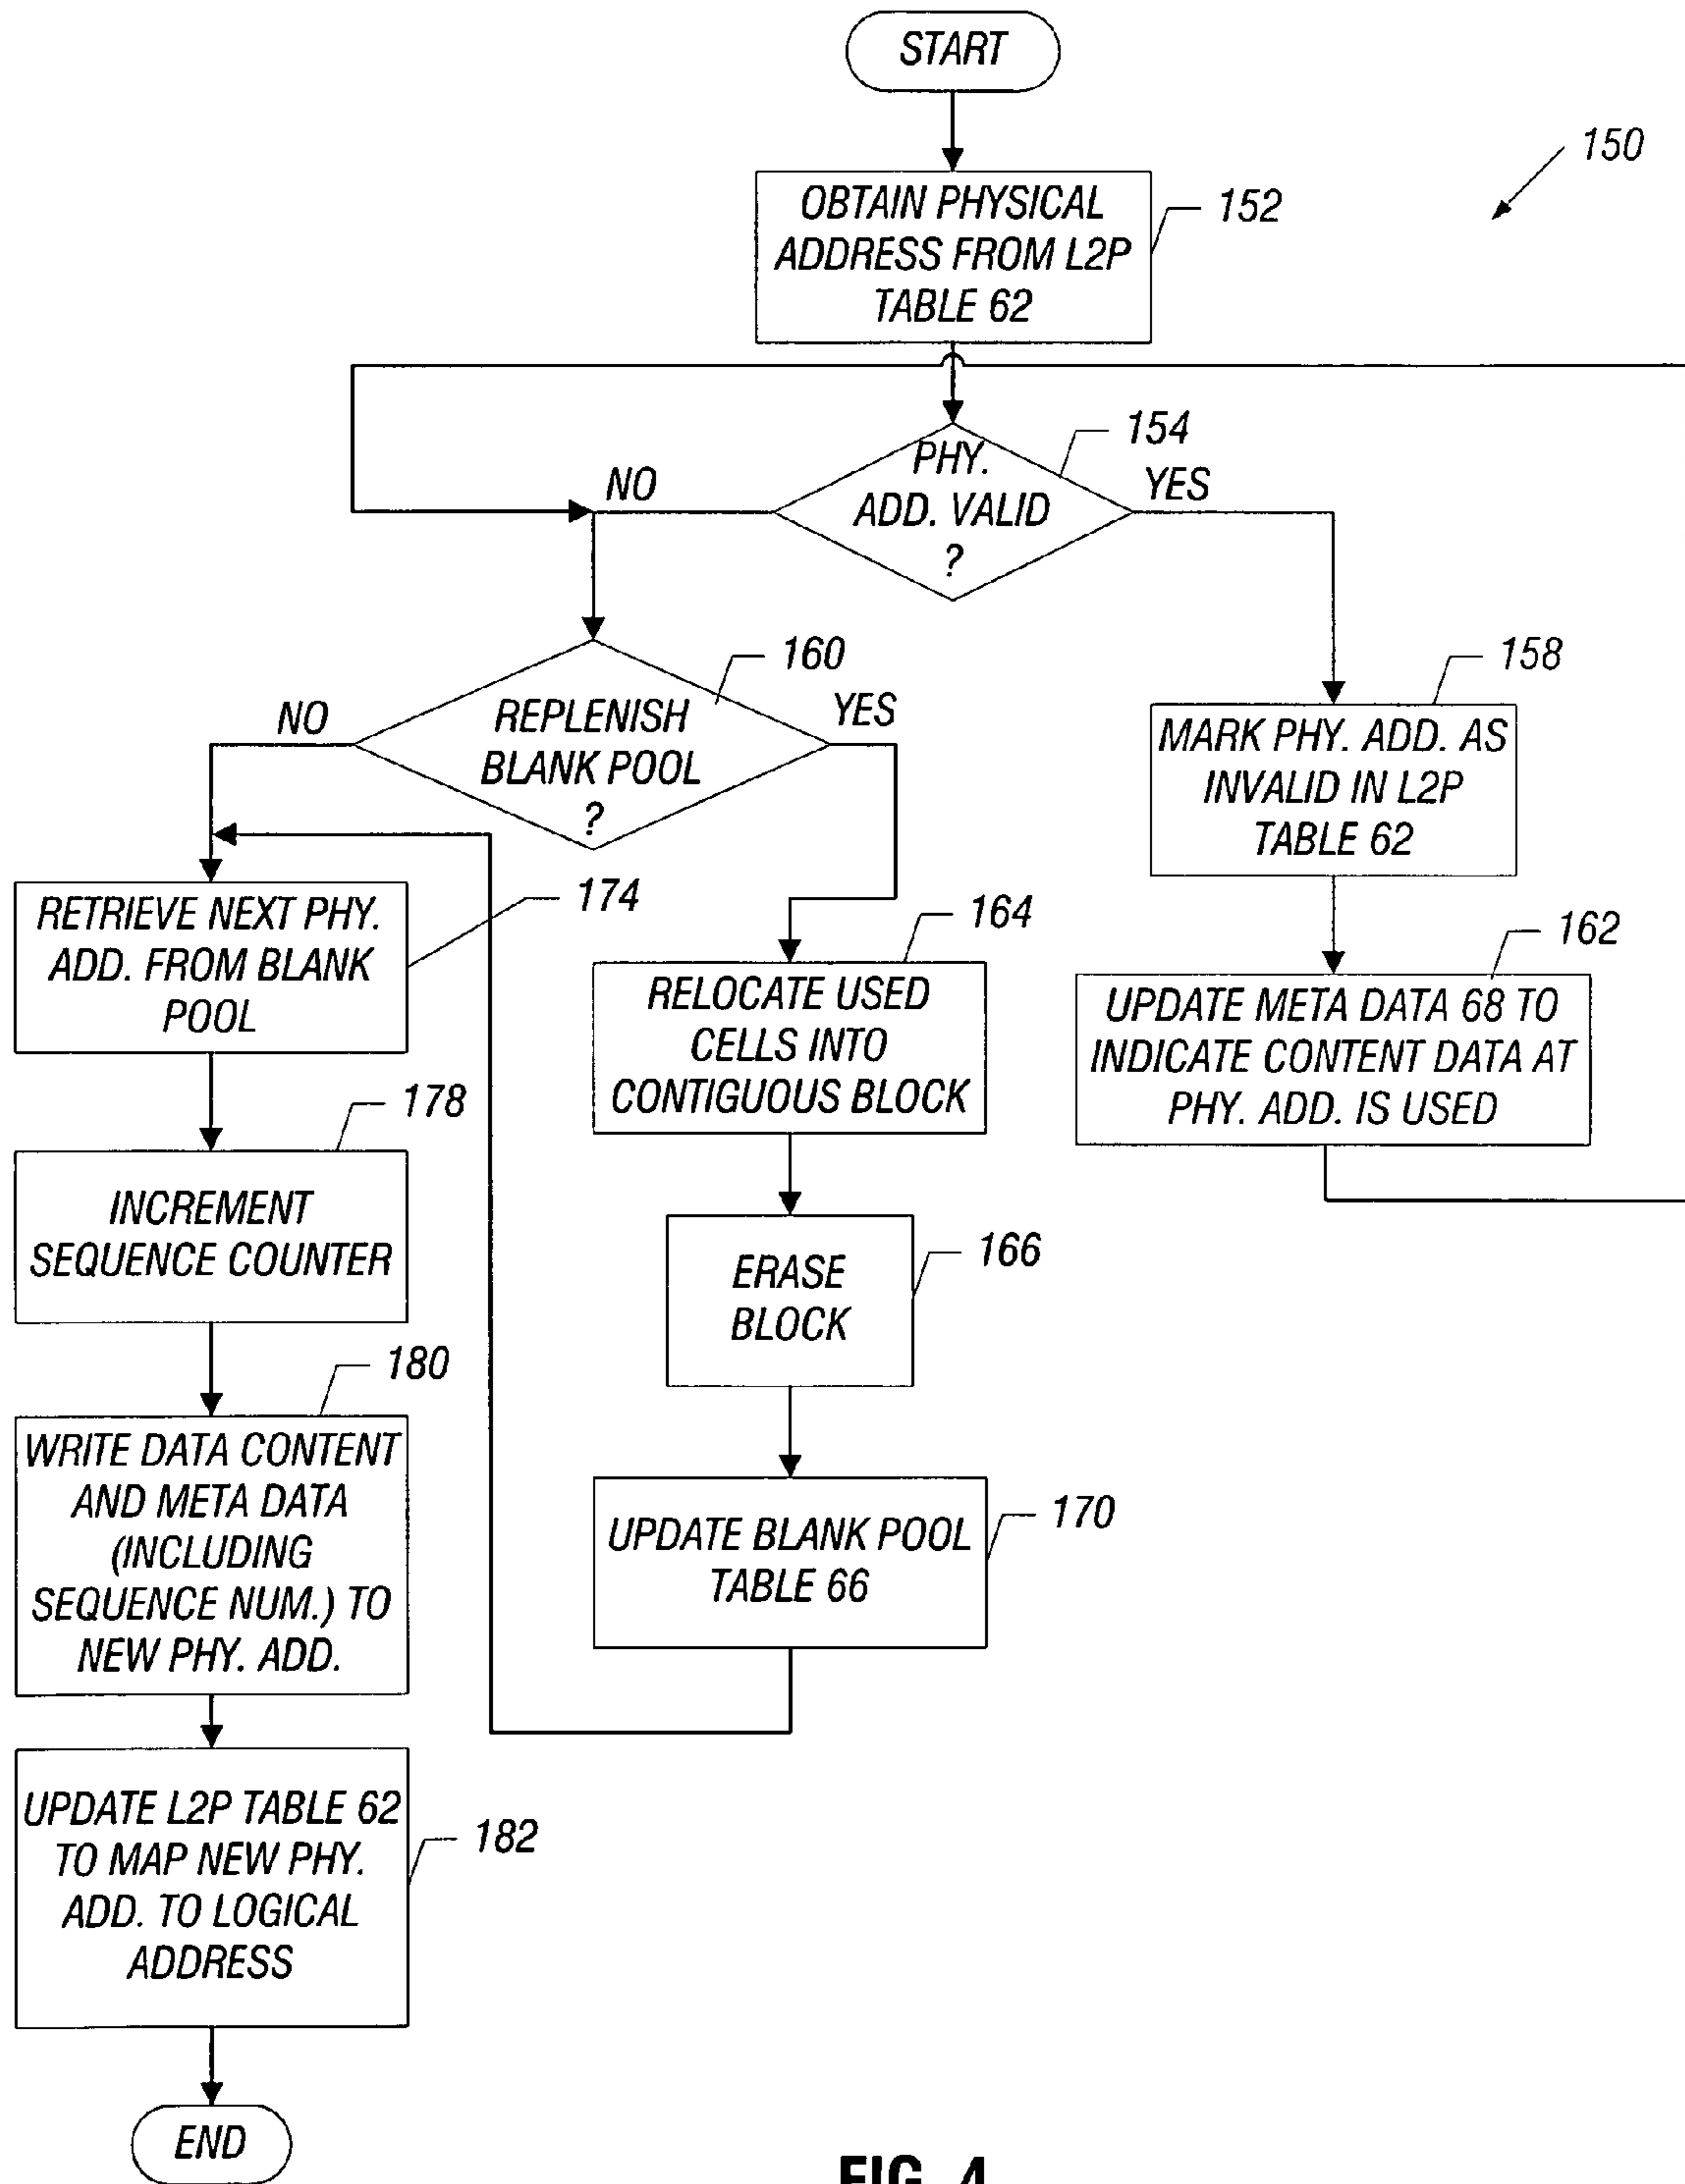 START
150
OBTAIN PHYSICAL
ADDRESS FROM L2P
TABLE 62
152
154
PHY.
ADD. VALID
?
NO
YES
160
REPLENISH
BLANK POOL
?
NO
YES
158
MARK PHY. ADD. AS
INVALID IN L2P
TABLE 62
162
UPDATE META DATA 68 TO
INDICATE CONTENT DATA AT
PHY. ADD. IS USED
174
RETRIEVE NEXT PHY.
ADD. FROM BLANK
POOL
164
RELOCATE USED
CELLS INTO
CONTIGUOUS BLOCK
178
INCREMENT
SEQUENCE COUNTER
166
ERASE
BLOCK
180
WRITE DATA CONTENT
AND META DATA
(INCLUDING
SEQUENCE NUM.) TO
NEW PHY. ADD.
170
UPDATE BLANK POOL
TABLE 66
182
UPDATE L2P TABLE 62
TO MAP NEW PHY.
ADD. TO LOGICAL
ADDRESS
END
FIG. 4